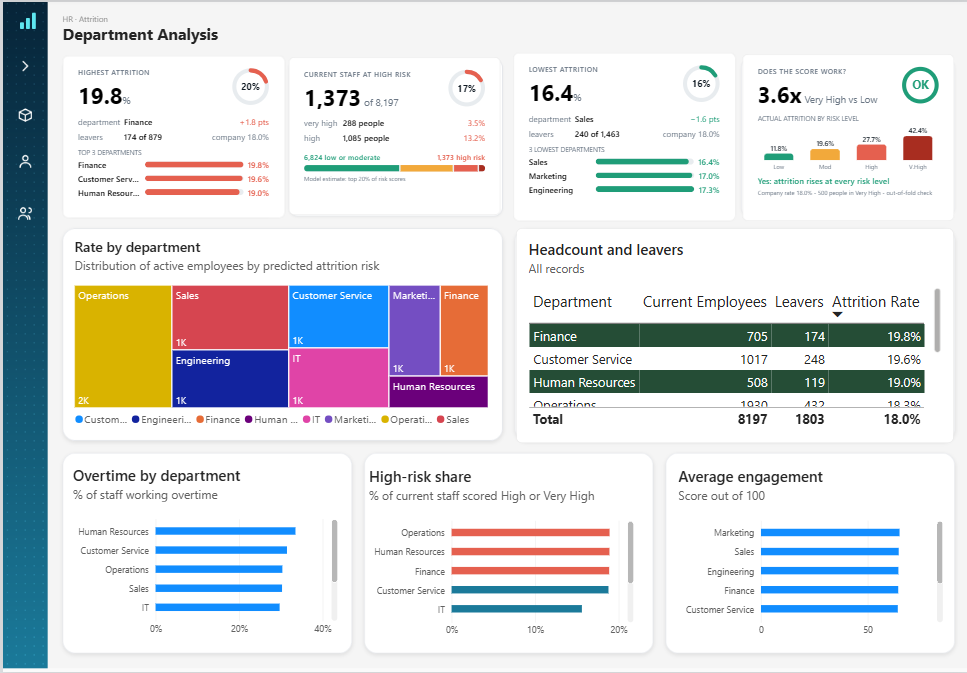 HR - Attrition
Department Analysis
HIGHEST ATTRITION
19.8%
20%
department Finance +1.8 pts
leavers 174 of 879 company 18.0%
TOP 3 DEPARTMENTS
Finance 19.8%
Customer Serv... 19.6%
Human Resour... 19.0%
CURRENT STAFF AT HIGH RISK
1,373 of 8,197
17%
very high 288 people 3.5%
high 1,085 people 13.2%
6,824 low or moderate 1,373 high risk
Model estimate: top 20% of risk scores
LOWEST ATTRITION
16.4%
16%
department Sales −1.6 pts
leavers 240 of 1,463 company 18.0%
3 LOWEST DEPARTMENTS
Sales 16.4%
Marketing 17.0%
Engineering 17.3%
DOES THE SCORE WORK?
3.6x Very High vs Low
OK
ACTUAL ATTRITION BY RISK LEVEL
11.8% 19.6% 27.7% 42.4%
Low Mod High V.High
Yes: attrition rises at every risk level
Company rate 18.0% - 500 people in Very High - out-of-fold check
Rate by department
Distribution of active employees by predicted attrition risk
Operations
2K
Sales
1K
Engineering
1K
Customer Service
1K
IT
1K
Marketi...
1K
Finance
1K
Human Resources
Custom... Engineeri... Finance Human ... IT Marketi... Operati... Sales
Headcount and leavers
All records
Department Current Employees Leavers Attrition Rate
Finance 705 174 19.8%
Customer Service 1017 248 19.6%
Human Resources 508 119 19.0%
Operations 1930 432 18.3%
Total 8197 1803 18.0%
Overtime by department
% of staff working overtime
Human Resources
Customer Service
Operations
Sales
IT
0% 20% 40%
High-risk share
% of current staff scored High or Very High
Operations
Human Resources
Finance
Customer Service
IT
0% 10% 20%
Average engagement
Score out of 100
Marketing
Sales
Engineering
Finance
Customer Service
0 50